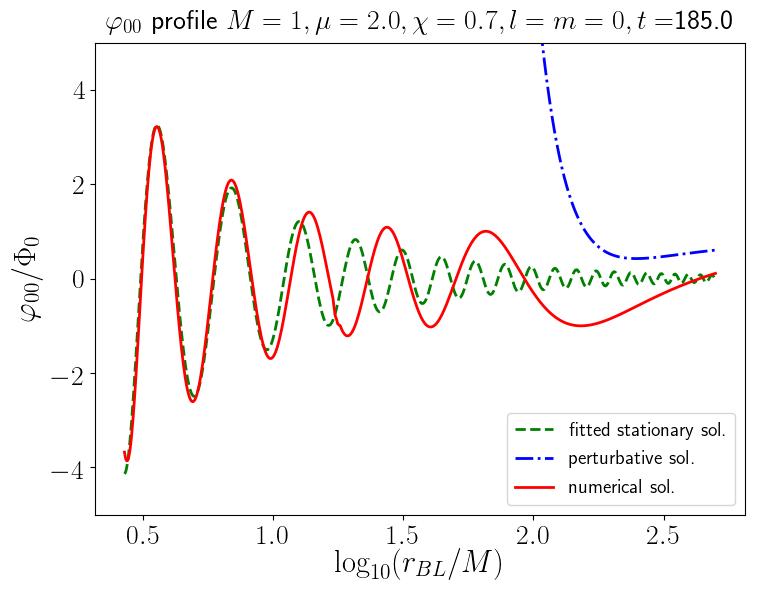 φ₀₀ profile M = 1, μ = 2.0, χ = 0.7, l = m = 0, t =185.0
φ₀₀/Φ₀
4
2
0
−2
−4
fitted stationary sol.
perturbative sol.
numerical sol.
0.5 1.0 1.5 2.0 2.5
log₁₀(r_BL/M)